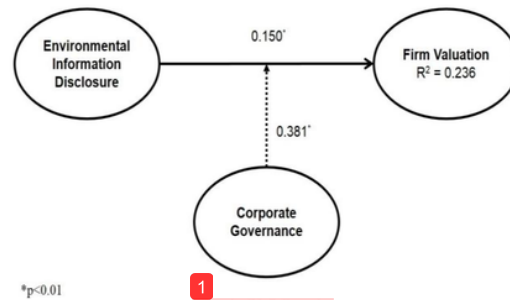 0.150*
Environmental
Information
Disclosure
Firm Valuation
R² = 0.236
0.381*
Corporate
Governance
*p<0.01
1